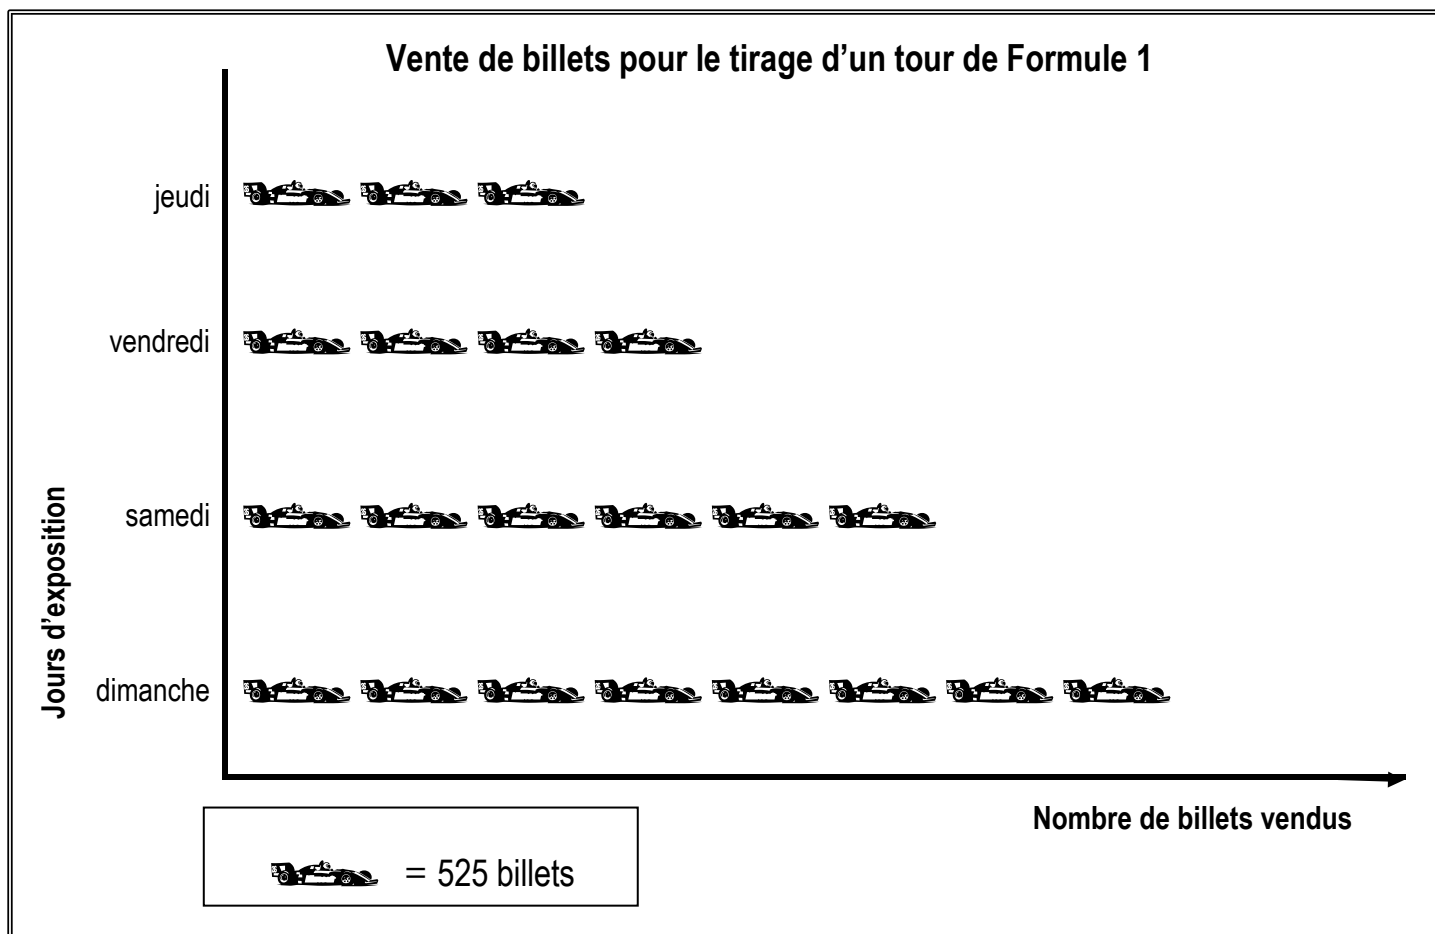 Vente de billets pour le tirage d’un tour de Formule 1
jeudi
vendredi
samedi
dimanche
Jours d’exposition
Nombre de billets vendus
= 525 billets